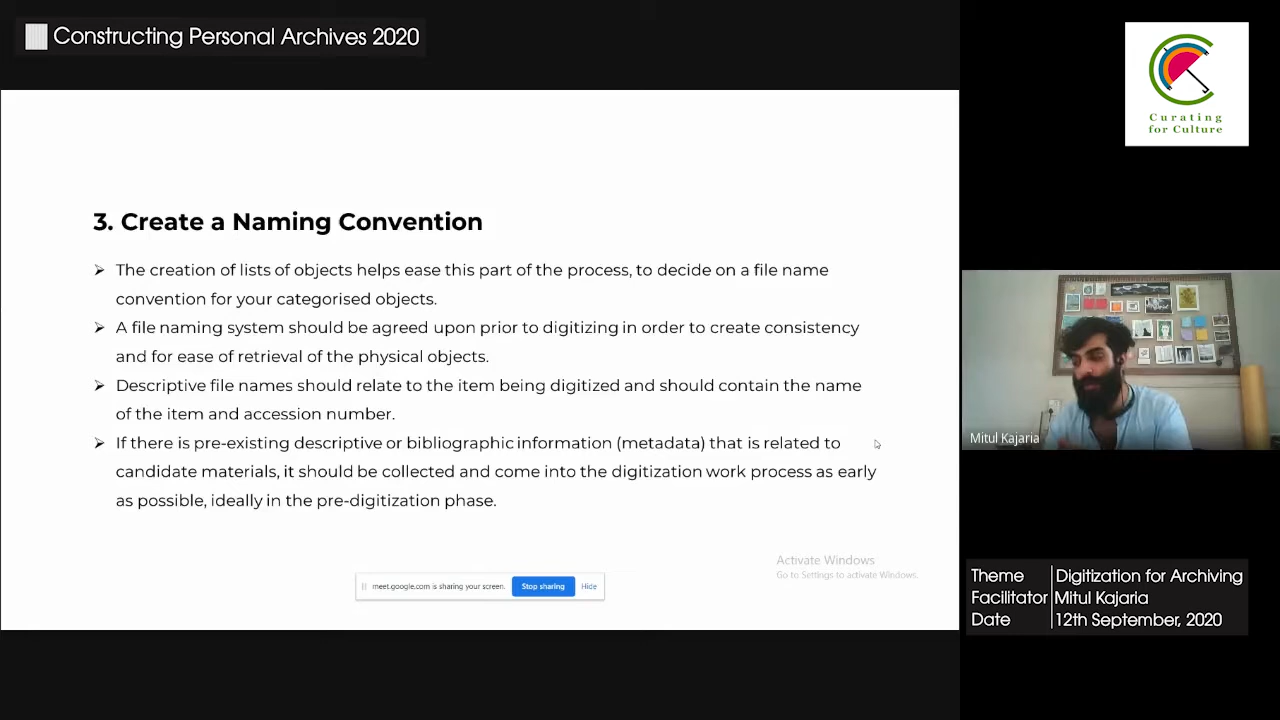 Constructing Personal Archives 2020
Curating
for Culture
3. Create a Naming Convention
➢ The creation of lists of objects helps ease this part of the process, to decide on a file name
convention for your categorised objects.
➢ A file naming system should be agreed upon prior to digitizing in order to create consistency
and for ease of retrieval of the physical objects.
➢ Descriptive file names should relate to the item being digitized and should contain the name
of the item and accession number.
➢ If there is pre-existing descriptive or bibliographic information (metadata) that is related to
candidate materials, it should be collected and come into the digitization work process as early
as possible, ideally in the pre-digitization phase.
Activate Windows
Go to Settings to activate Windows.
meet.google.com is sharing your screen. Stop sharing Hide
Mitul Kajaria
Theme Digitization for Archiving
Facilitator Mitul Kajaria
Date 12th September, 2020